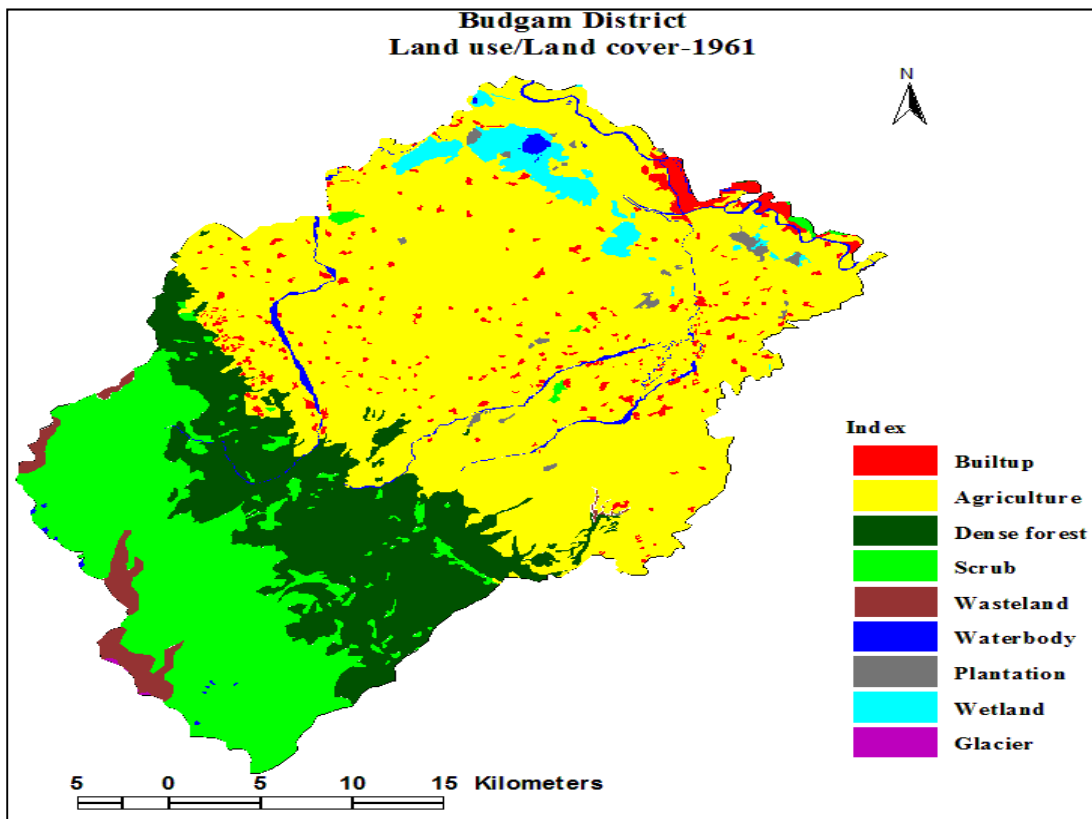 Budgam District
Land use/Land cover-1961
N
Index
Builtup
Agriculture
Dense forest
Scrub
Wasteland
Waterbody
Plantation
Wetland
Glacier
5 0 5 10 15 Kilometers